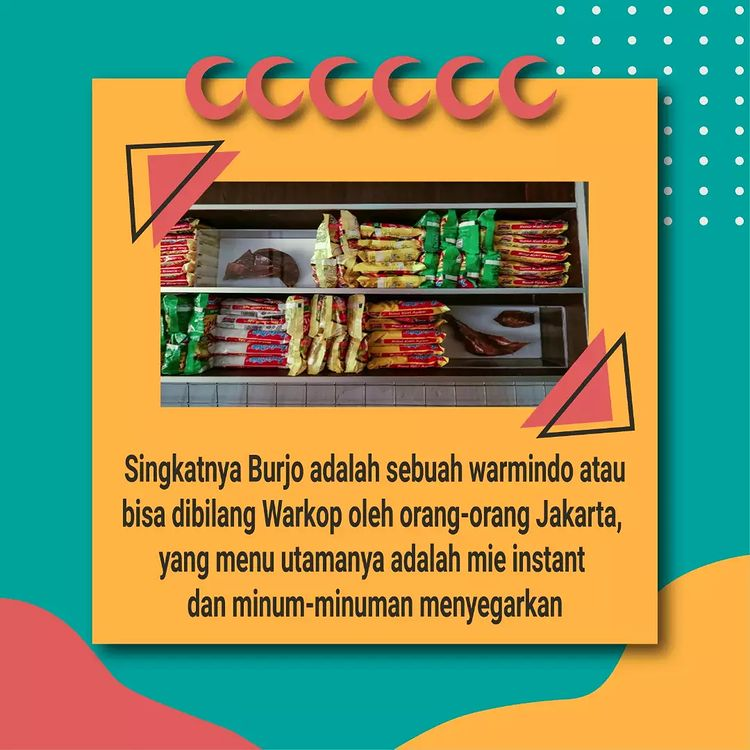 Singkatnya Burjo adalah sebuah warmindo atau
bisa dibilang Warkop oleh orang-orang Jakarta,
yang menu utamanya adalah mie instant
dan minum-minuman menyegarkan